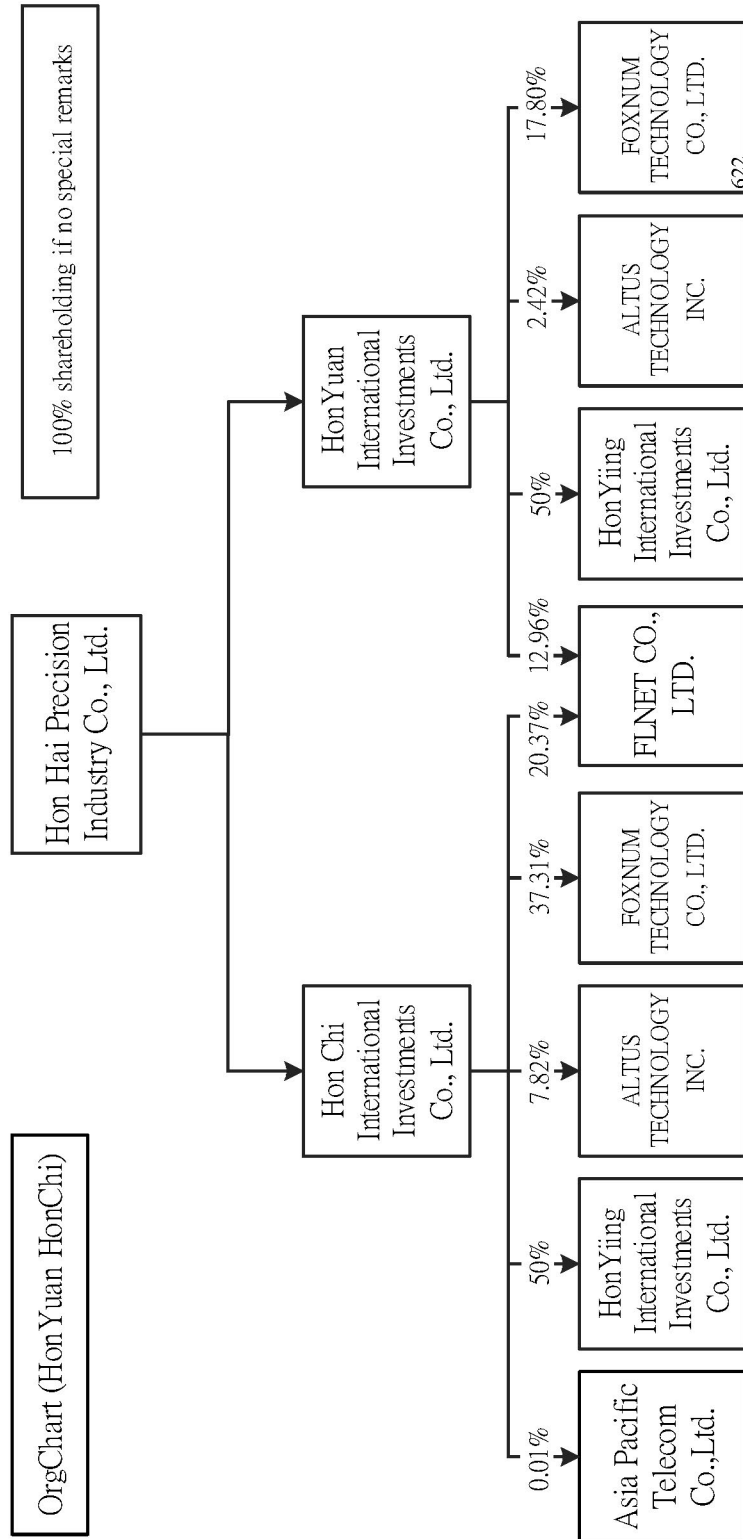 OrgChart (HonYuan HonChi)
100% shareholding if no special remarks
Hon Hai Precision
Industry Co., Ltd.
Hon Chi
International
Investments
Co., Ltd.
HonYuan
International
Investments
Co., Ltd.
0.01%
50%
7.82%
37.31%
20.37%
12.96%
50%
2.42%
17.80%
Asia Pacific
Telecom
Co.,Ltd.
HonYiing
International
Investments
Co., Ltd.
ALTUS
TECHNOLOGY
INC.
FOXNUM
TECHNOLOGY
CO., LTD.
FLNET CO.,
LTD.
HonYiing
International
Investments
Co., Ltd.
ALTUS
TECHNOLOGY
INC.
FOXNUM
TECHNOLOGY
CO., LTD.
622